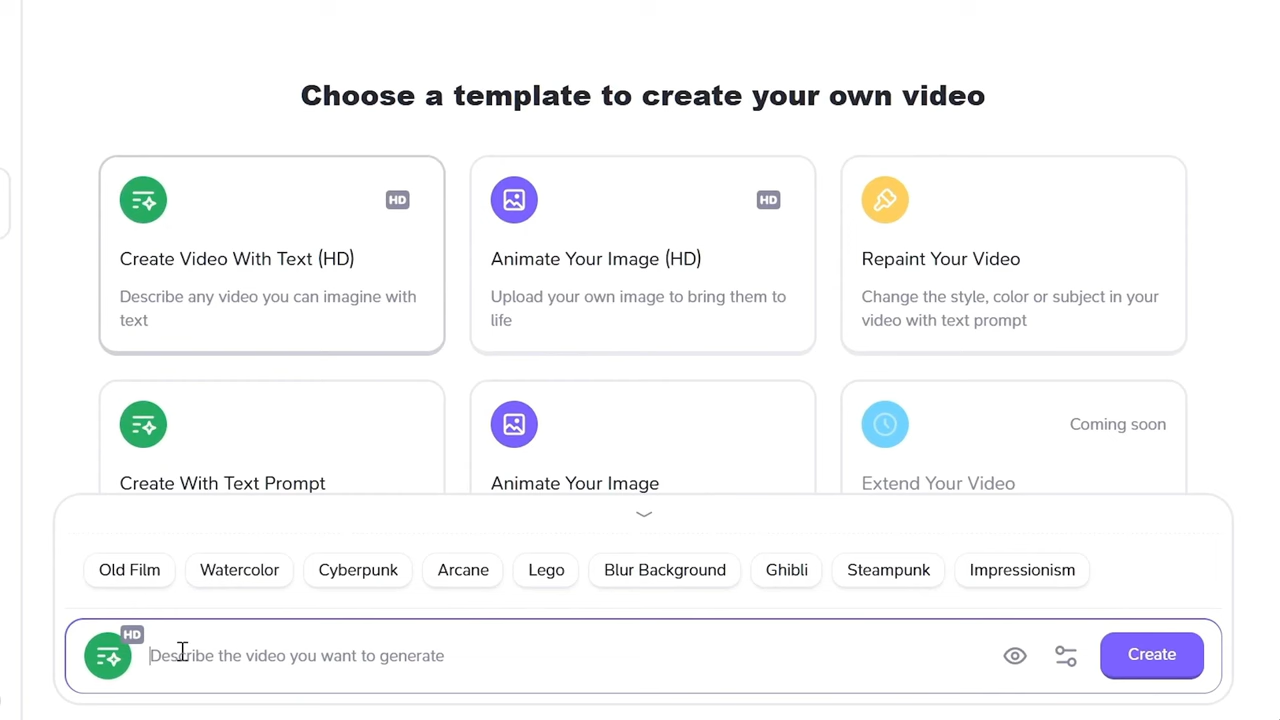 Choose a template to create your own video
HD
Create Video With Text (HD)
Describe any video you can imagine with
text
HD
Animate Your Image (HD)
Upload your own image to bring them to
life
Repaint Your Video
Change the style, color or subject in your
video with text prompt
Create With Text Prompt
Animate Your Image
Coming soon
Extend Your Video
Old Film
Watercolor
Cyberpunk
Arcane
Lego
Blur Background
Ghibli
Steampunk
Impressionism
HD
Describe the video you want to generate
Create